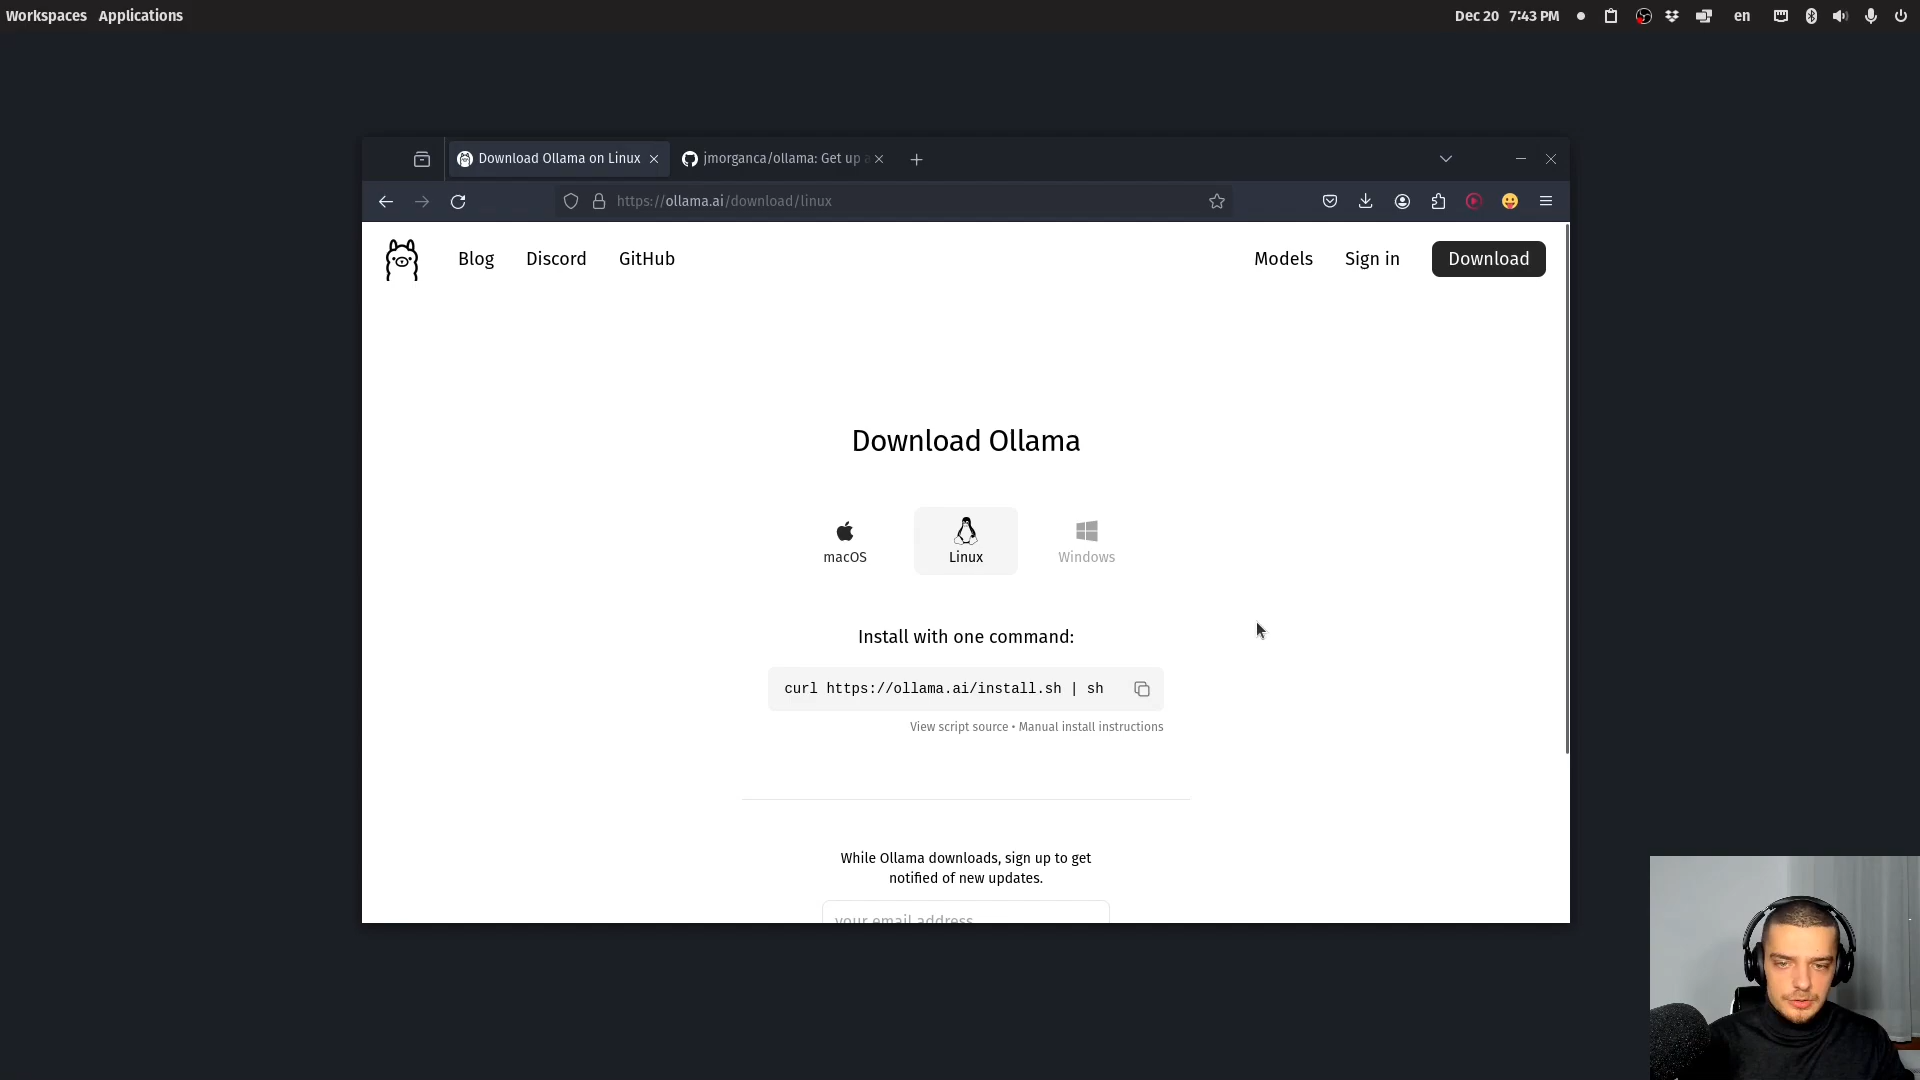 Workspaces Applications
Dec 20 7:43 PM
en
Download Ollama on Linux
jmorganca/ollama: Get up
https://ollama.ai/download/linux
Blog Discord GitHub
Models Sign in Download
Download Ollama
macOS Linux Windows
Install with one command:
curl https://ollama.ai/install.sh | sh
View script source • Manual install instructions
While Ollama downloads, sign up to get
notified of new updates.
your email address